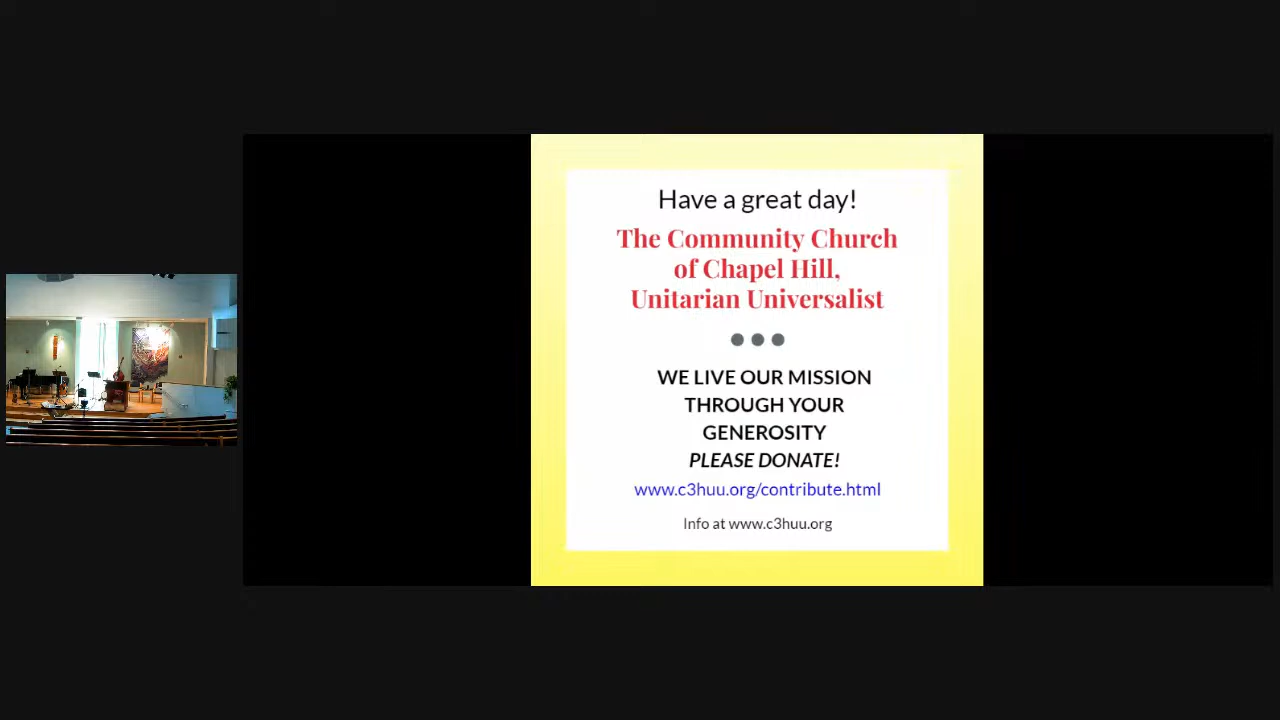 Have a great day!
The Community Church
of Chapel Hill,
Unitarian Universalist
WE LIVE OUR MISSION
THROUGH YOUR
GENEROSITY
PLEASE DONATE!
www.c3huu.org/contribute.html
Info at www.c3huu.org